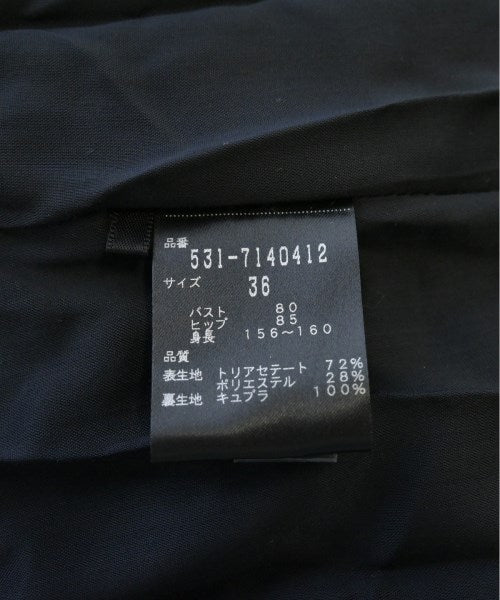 品番
531-7140412
サイズ 36
バスト 80
ヒップ 85
身長 156〜160
品質
表生地 トリアセテート 72%
ポリエステル 28%
裏生地 キュプラ 100%